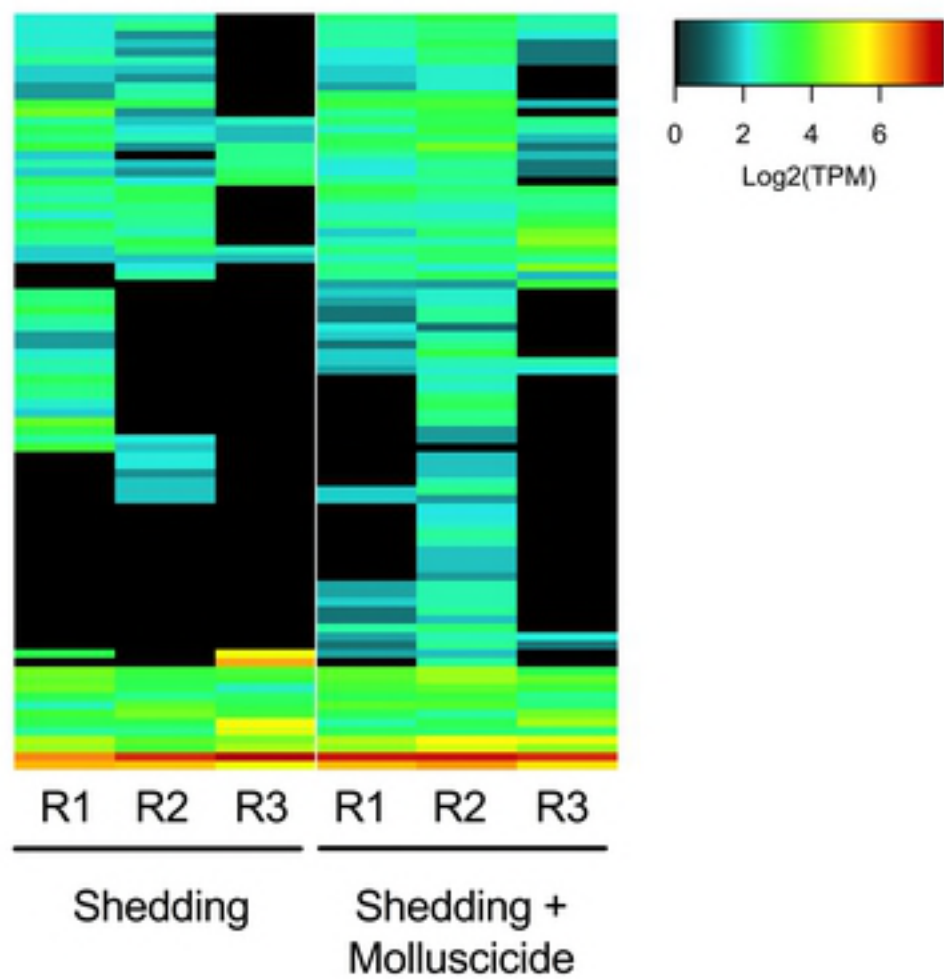 0 2 4 6
Log2(TPM)
R1 R2 R3 R1 R2 R3
Shedding
Shedding +
Molluscicide